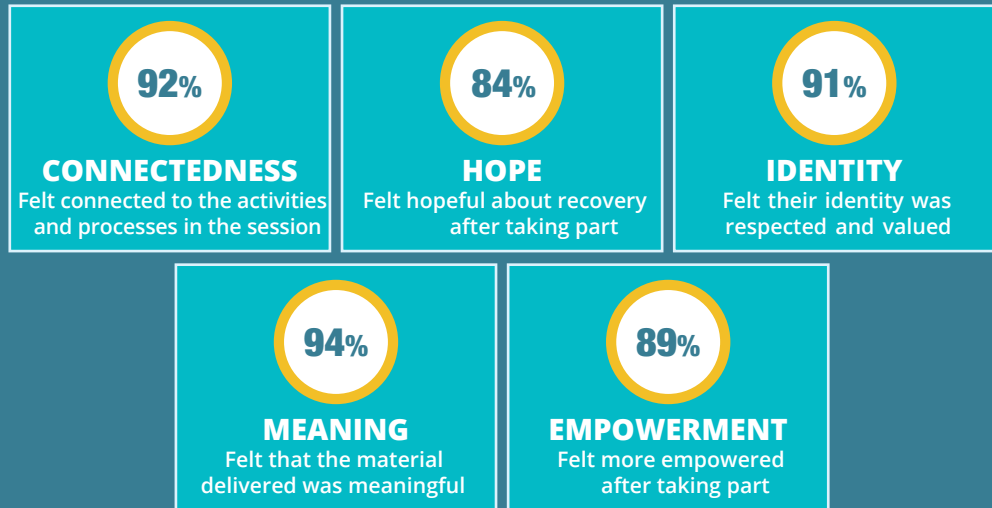 92%
CONNECTEDNESS
Felt connected to the activities
and processes in the session
84%
HOPE
Felt hopeful about recovery
after taking part
91%
IDENTITY
Felt their identity was
respected and valued
94%
MEANING
Felt that the material
delivered was meaningful
89%
EMPOWERMENT
Felt more empowered
after taking part